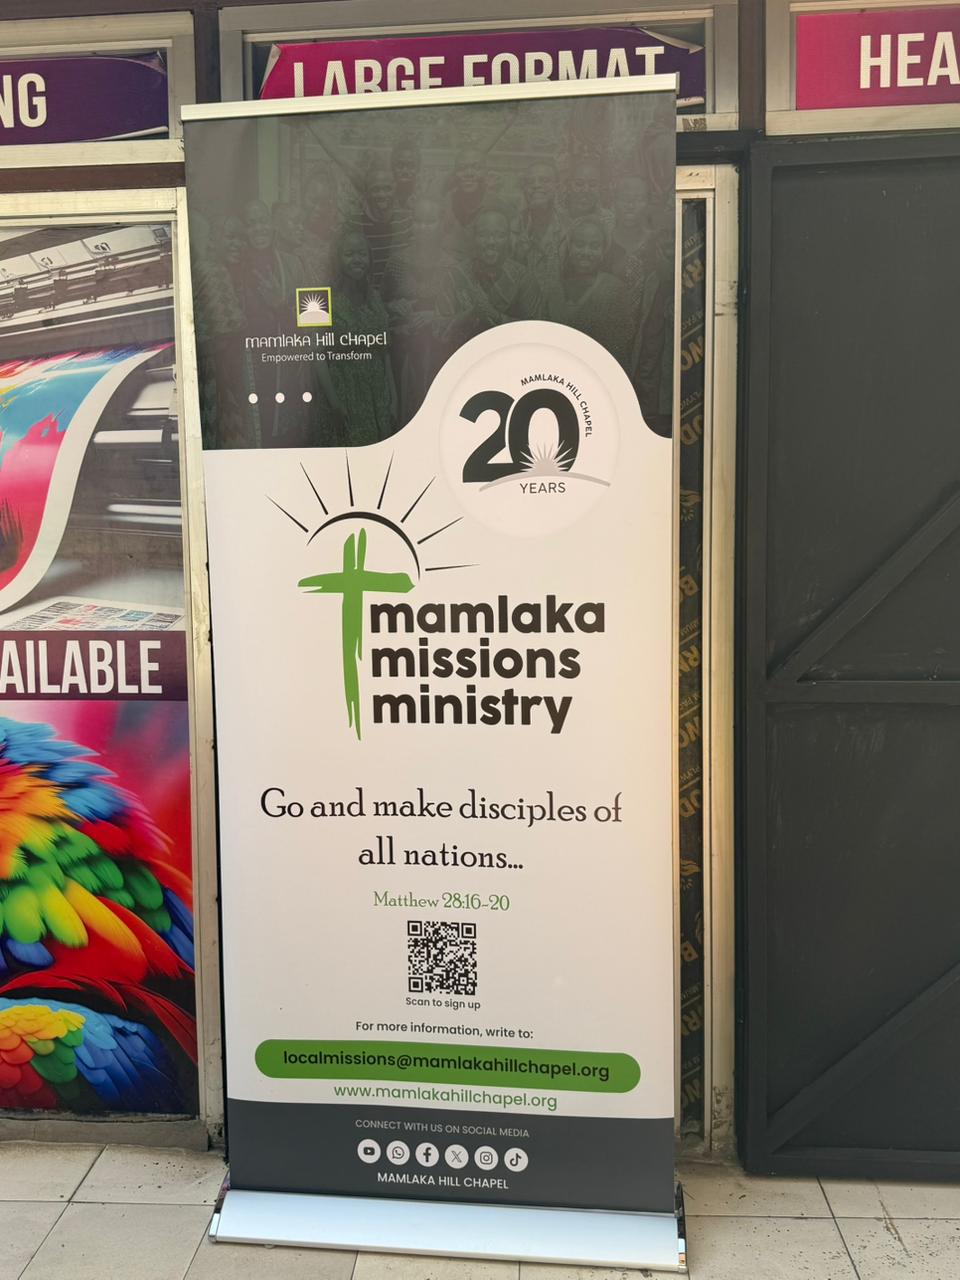 NG
LARGE FORMAT
HEA
mamlaka Hill chapel
Empowered to Transform
MAMLAKA HILL CHAPEL
20
YEARS
mamlaka
missions
ministry
AILABLE
Go and make disciples of
all nations...
Matthew 28:16-20
Scan to sign up
For more information, write to:
localmissions@mamlakahillchapel.org
www.mamlakahillchapel.org
CONNECT WITH US ON SOCIAL MEDIA
MAMLAKA HILL CHAPEL